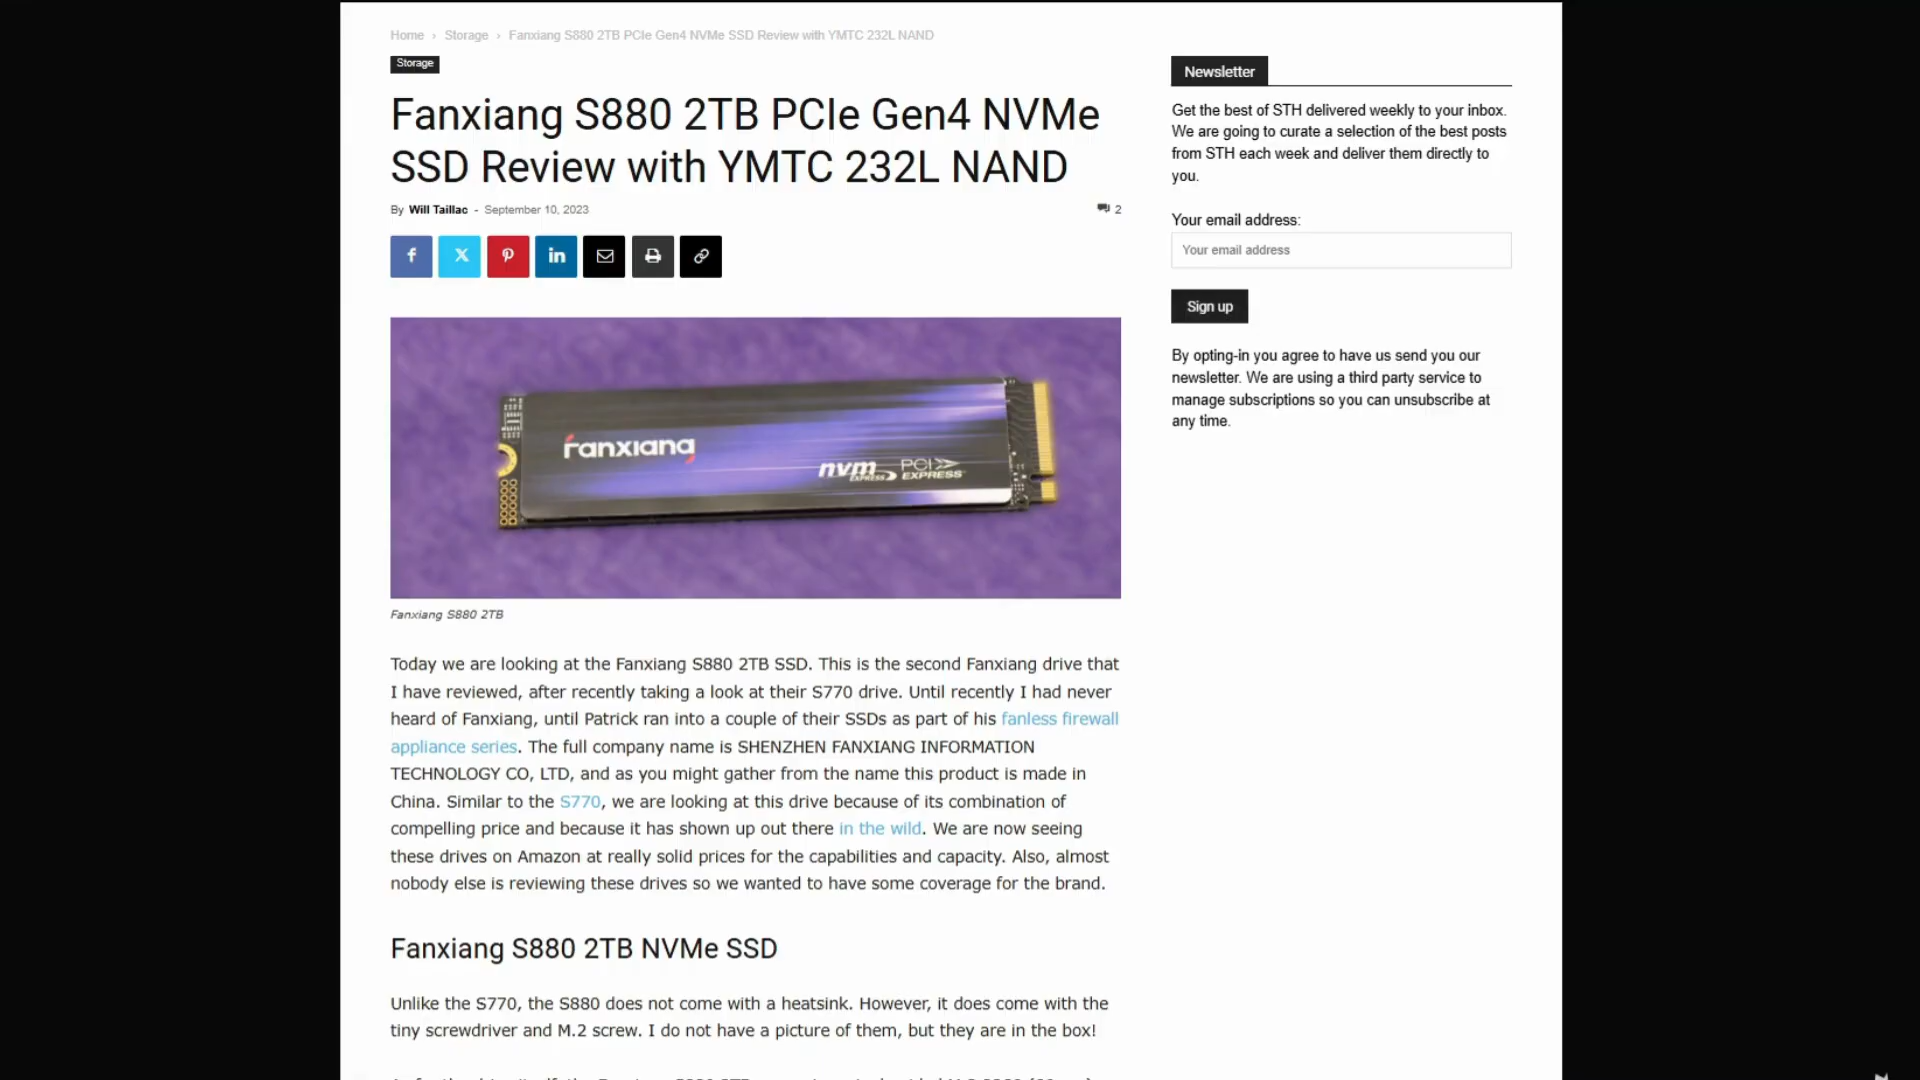 Home › Storage › Fanxiang S880 2TB PCIe Gen4 NVMe SSD Review with YMTC 232L NAND
Storage
Fanxiang S880 2TB PCIe Gen4 NVMe
SSD Review with YMTC 232L NAND
By Will Taillac - September 10, 2023
2
fanxiang
nvm
EXPRESS
PCI
EXPRESS
Fanxiang S880 2TB
Today we are looking at the Fanxiang S880 2TB SSD. This is the second Fanxiang drive that
I have reviewed, after recently taking a look at their S770 drive. Until recently I had never
heard of Fanxiang, until Patrick ran into a couple of their SSDs as part of his fanless firewall
appliance series. The full company name is SHENZHEN FANXIANG INFORMATION
TECHNOLOGY CO, LTD, and as you might gather from the name this product is made in
China. Similar to the S770, we are looking at this drive because of its combination of
compelling price and because it has shown up out there in the wild. We are now seeing
these drives on Amazon at really solid prices for the capabilities and capacity. Also, almost
nobody else is reviewing these drives so we wanted to have some coverage for the brand.
Fanxiang S880 2TB NVMe SSD
Unlike the S770, the S880 does not come with a heatsink. However, it does come with the
tiny screwdriver and M.2 screw. I do not have a picture of them, but they are in the box!
Newsletter
Get the best of STH delivered weekly to your inbox.
We are going to curate a selection of the best posts
from STH each week and deliver them directly to
you.
Your email address:
Your email address
Sign up
By opting-in you agree to have us send you our
newsletter. We are using a third party service to
manage subscriptions so you can unsubscribe at
any time.